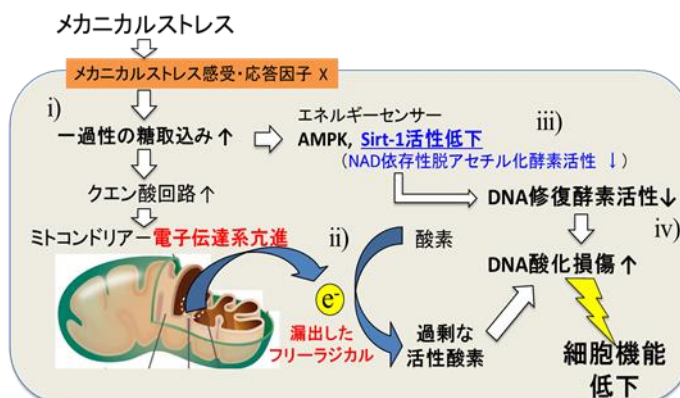 メカニカルストレス
メカニカルストレス感受・応答因子 X
i)
一過性の糖取込み↑
エネルギーセンサー
AMPK, Sirt-1活性低下
(NAD依存性脱アセチル化酵素活性 ↓)
iii)
クエン酸回路↑
DNA修復酵素活性↓
ミトコンドリアー電子伝達系亢進
ii)
酸素
iv)
DNA酸化損傷↑
e-
漏出した
フリーラジカル
過剰な
活性酸素
細胞機能
低下